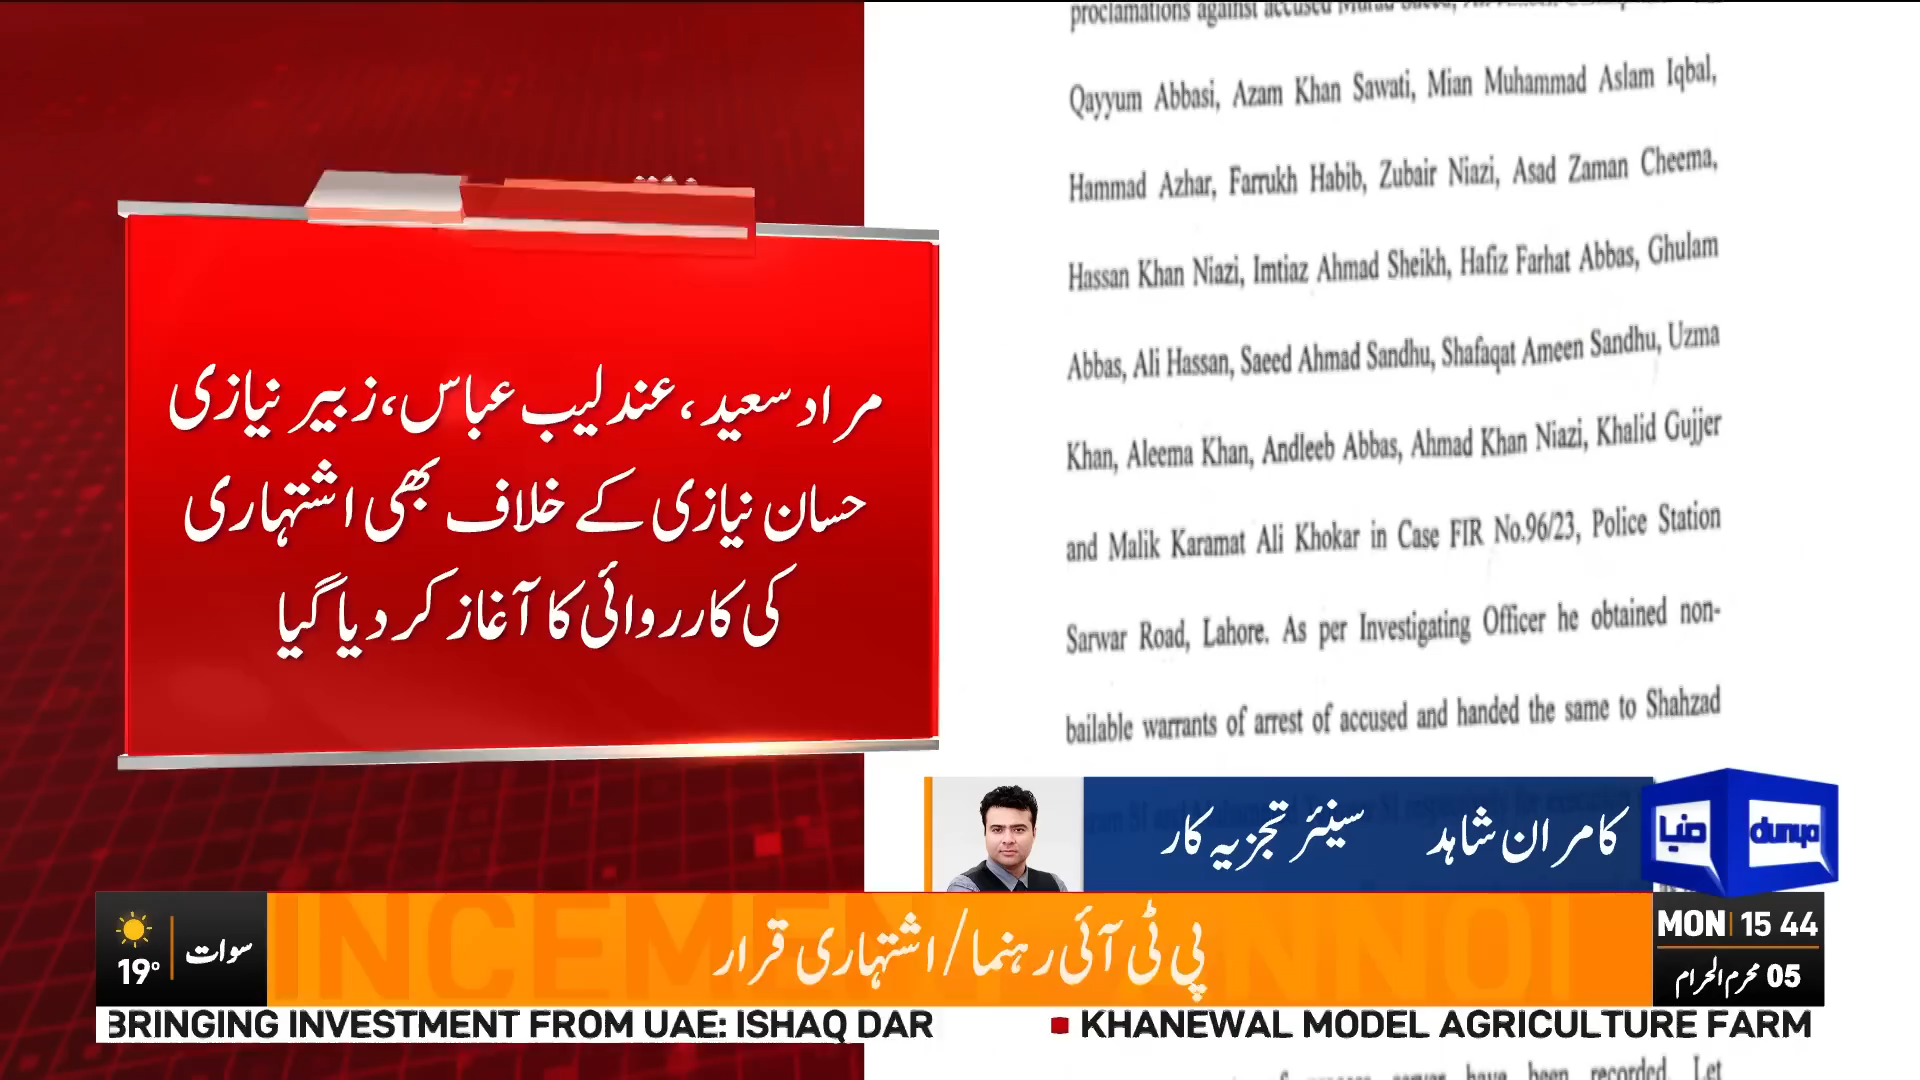 مراد سعید، عندلیب عباس، زبیر نیازی
حسان نیازی کے خلاف بھی اشتہاری
کی کارروائی کا آغاز کر دیا گیا
proclamations against accused Murad Saeed,
Qayyum Abbasi, Azam Khan Sawati, Mian Muhammad Aslam Iqbal,
Hammad Azhar, Farrukh Habib, Zubair Niazi, Asad Zaman Cheema,
Hassan Khan Niazi, Imtiaz Ahmad Sheikh, Hafiz Farhat Abbas, Ghulam
Abbas, Ali Hassan, Saeed Ahmad Sandhu, Shafaqat Ameen Sandhu, Uzma
Khan, Aleema Khan, Andleeb Abbas, Ahmad Khan Niazi, Khalid Gujjer
and Malik Karamat Ali Khokar in Case FIR No.96/23, Police Station
Sarwar Road, Lahore. As per Investigating Officer he obtained non-
bailable warrants of arrest of accused and handed the same to Shahzad
کامران شاہد سینئر تجزیہ کار
دنیا dunya
پی ٹی آئی رہنما/اشتہاری قرار
سوات 19°
MON 15 44
05 محرم الحرام
BRINGING INVESTMENT FROM UAE: ISHAQ DAR
KHANEWAL MODEL AGRICULTURE FARM
have been recorded. Let